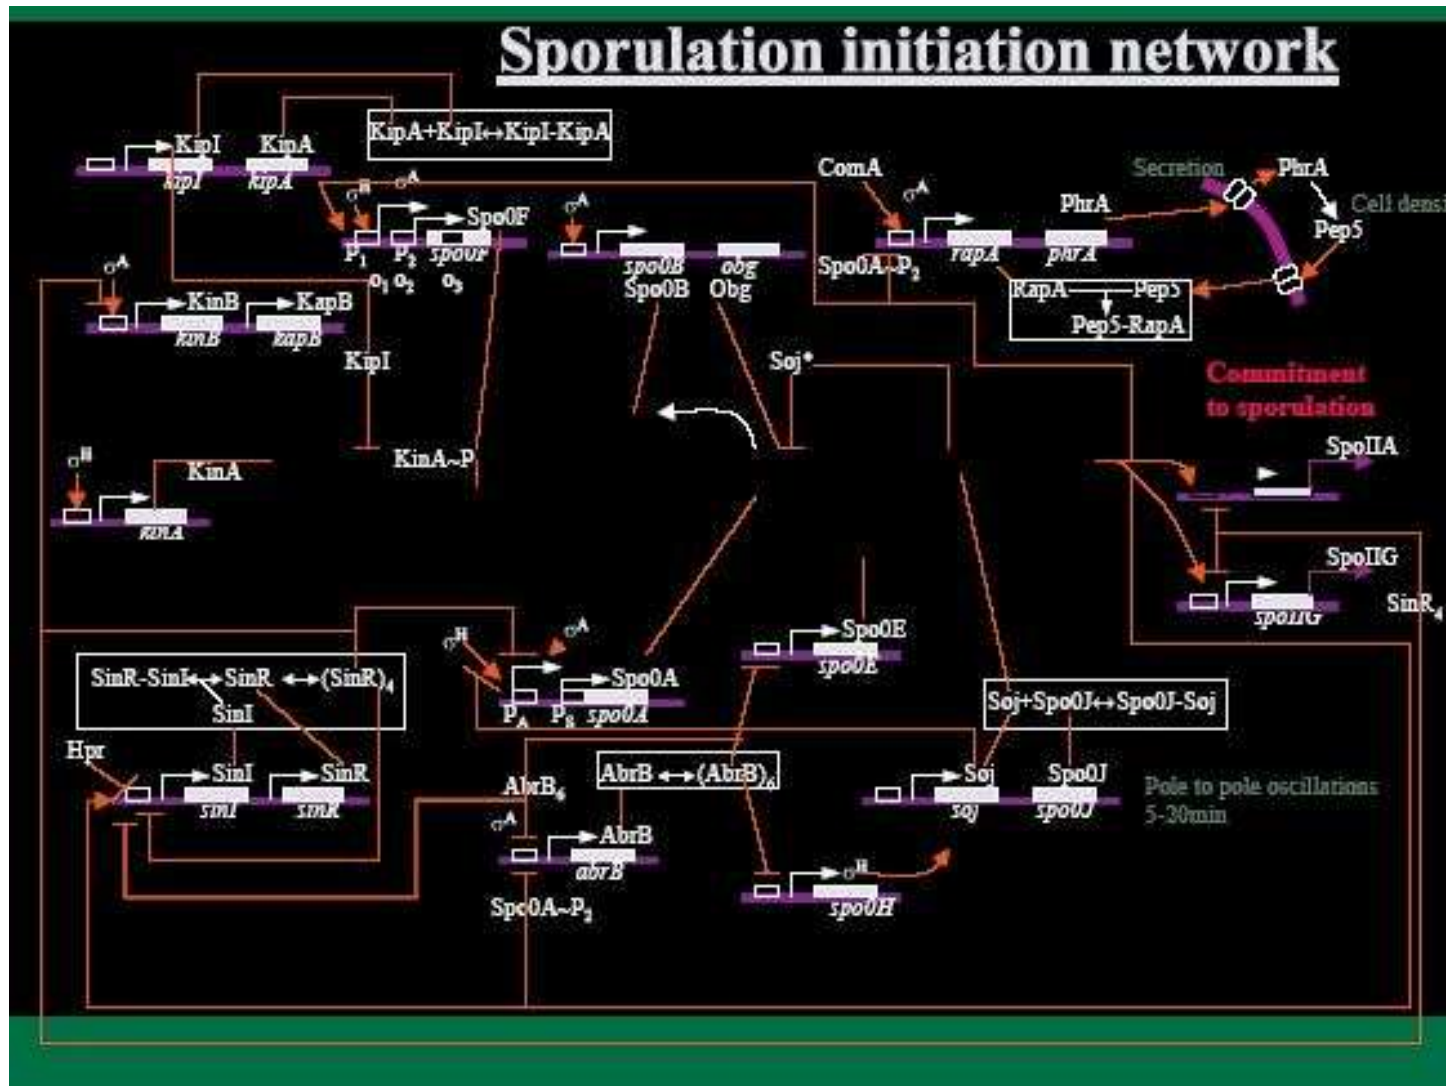 Sporulation initiation network
KipI
KipA
KipA+KipI↔KipI-KipA
kipI
kipA
σH
σA
Spo0F
P1
P2
spo0F
o1 o2
o3
σA
spo0B
obg
Spo0B
Obg
ComA
σA
PhrA
rapA
phrA
Spo0A~P2
Secretion
PhrA
Cell densi
Pep5
RapA
Pep5
Pep5-RapA
σA
KinB
KapB
kinB
kapB
KipI
Soj*
Commitment
to sporulation
SpoIIA
σH
KinA
KinA~P
kinA
SpoIIG
spoIIG
SinR4
σH
σA
Spo0A
PA
PS
spo0A
Spo0E
spo0E
SinR-SinI↔SinR↔(SinR)4
SinI
Soj+Spo0J↔Spo0J-Soj
Hpr
SinI
SinR
sinI
sinR
AbrB6
AbrB↔(AbrB)6
σA
AbrB
abrB
Spo0A~P2
Soj
Spo0J
soj
spo0J
Pole to pole oscillations
5-20min
σH
spo0H